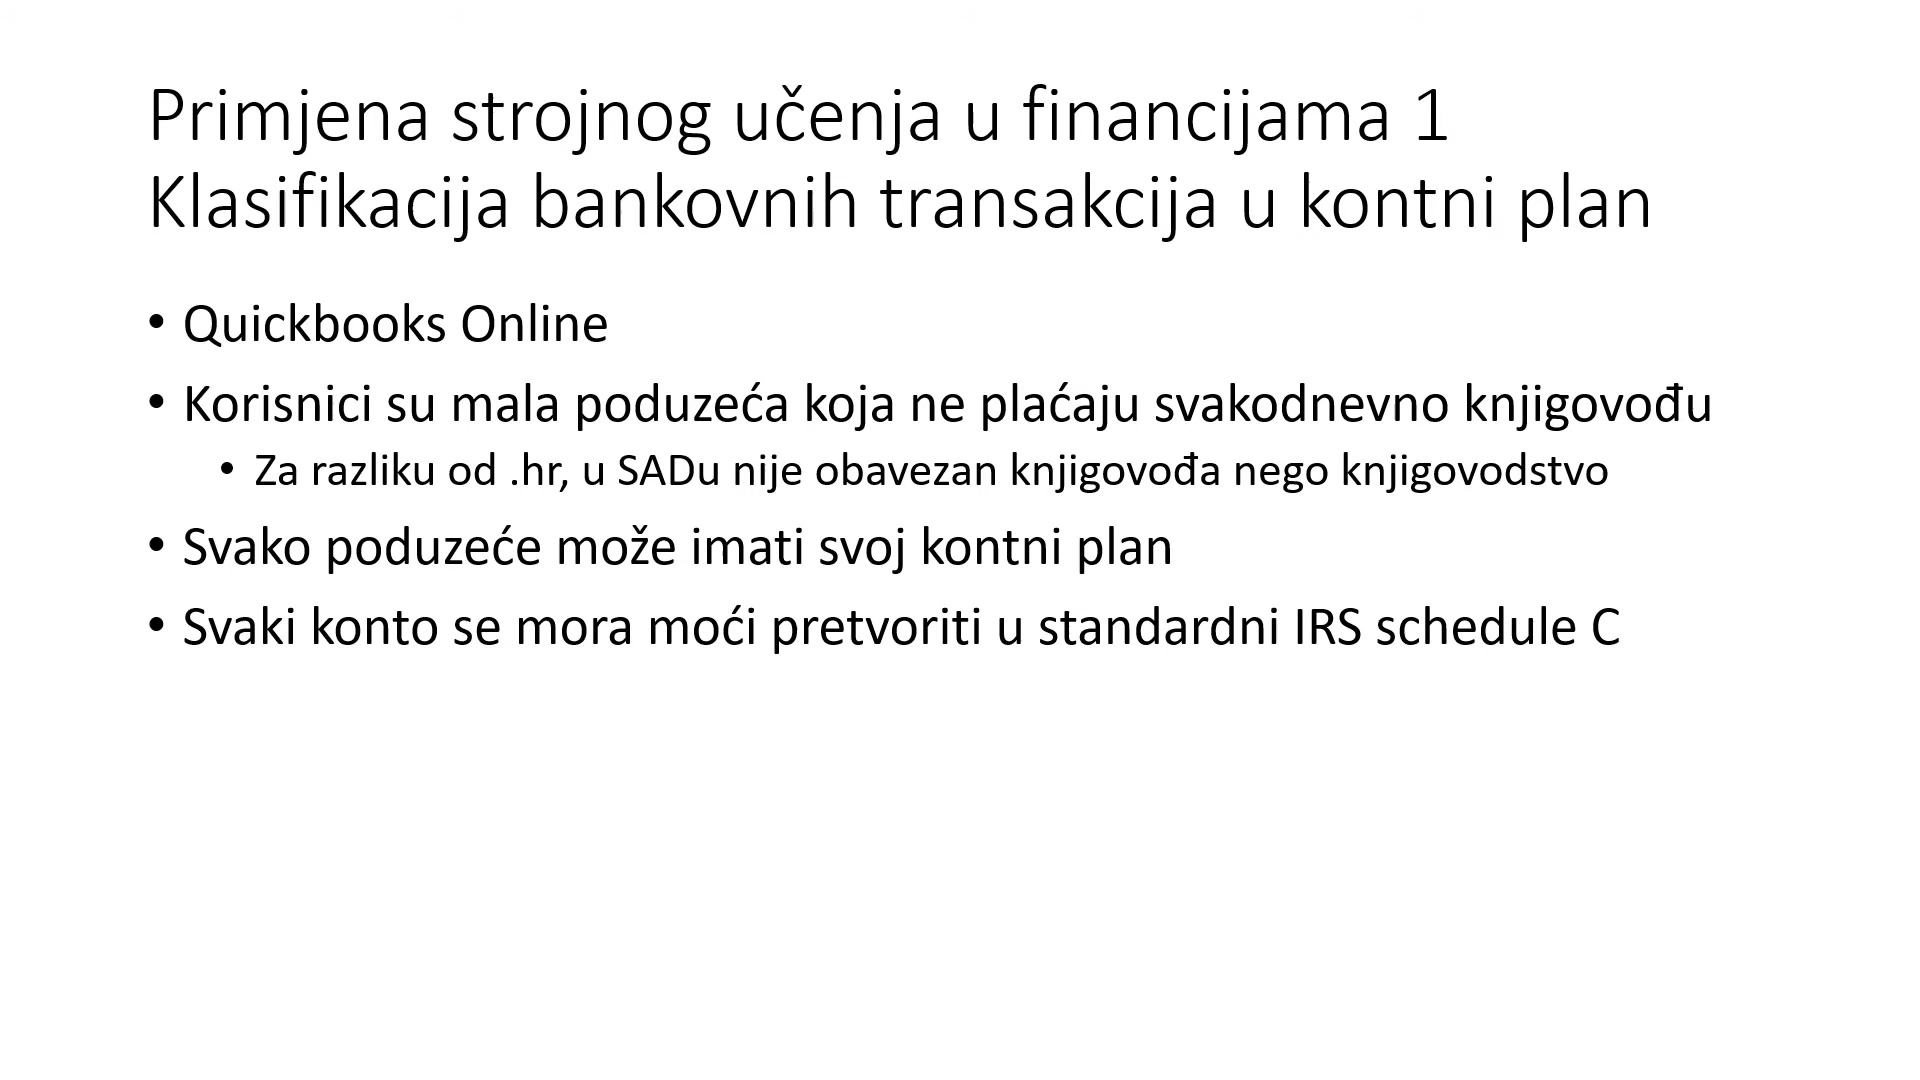 Primjena strojnog učenja u financijama 1
Klasifikacija bankovnih transakcija u kontni plan
• Quickbooks Online
• Korisnici su mala poduzeća koja ne plaćaju svakodnevno knjigovođu
• Za razliku od .hr, u SADu nije obavezan knjigovođa nego knjigovodstvo
• Svako poduzeće može imati svoj kontni plan
• Svaki konto se mora moći pretvoriti u standardni IRS schedule C